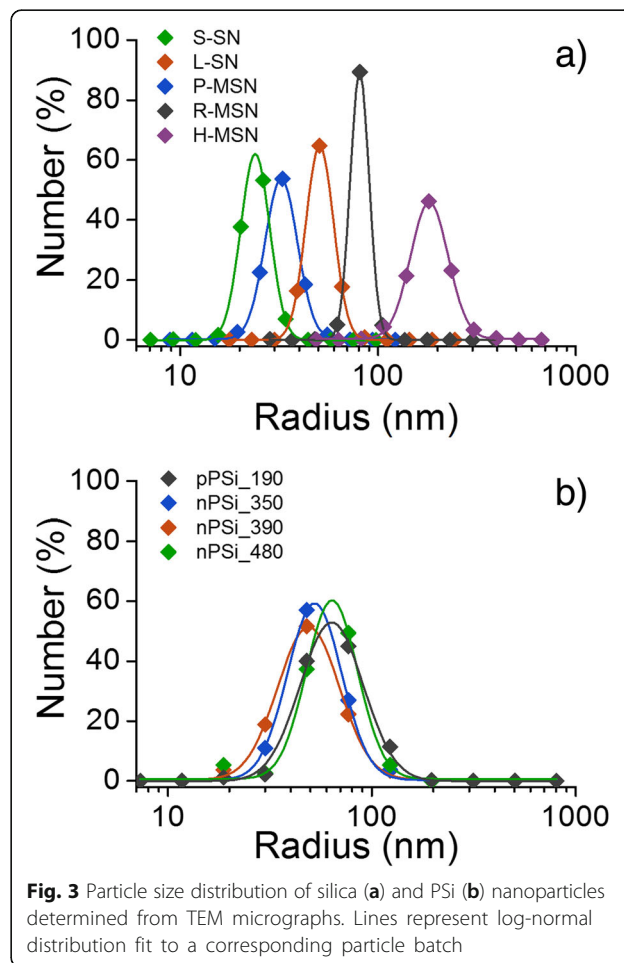 100
80
60
40
20
0
Number (%)
S-SN
L-SN
P-MSN
R-MSN
H-MSN
a)
10
100
1000
Radius (nm)
100
80
60
40
20
0
Number (%)
pPSi_190
nPSi_350
nPSi_390
nPSi_480
b)
10
100
1000
Radius (nm)
Fig. 3 Particle size distribution of silica (a) and PSi (b) nanoparticles
determined from TEM micrographs. Lines represent log-normal
distribution fit to a corresponding particle batch